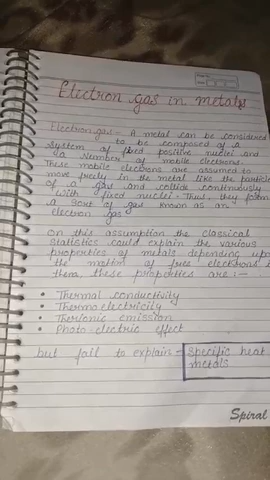 Electron gas in metals
Electron gas - A metal can be considered
to be composed of a
system of fixed positive nuclei and
a number of mobile electrons.
These mobile electrons are assumed to
move freely in the metal like the particles
of a gas and collide continuously
with fixed nuclei. Thus, they form
a sort of gas known as an
electron gas
On this assumption the classical
statistics could explain the various
properties of metals depending upon
the motion of free electrons in
them, these properties are :-
• Thermal conductivity
• Thermoelectricity
• Therionic emission
• Photo-electric effect
but fail to explain - Specific heat
metals
Spiral